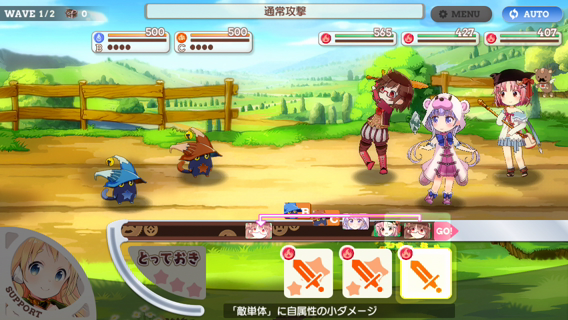 WAVE 1/2
0
通常攻撃
MENU
AUTO
500
B
500
C
565
427
407
GO!
SUPPORT
とっておき
「敵単体」に自属性の小ダメージ